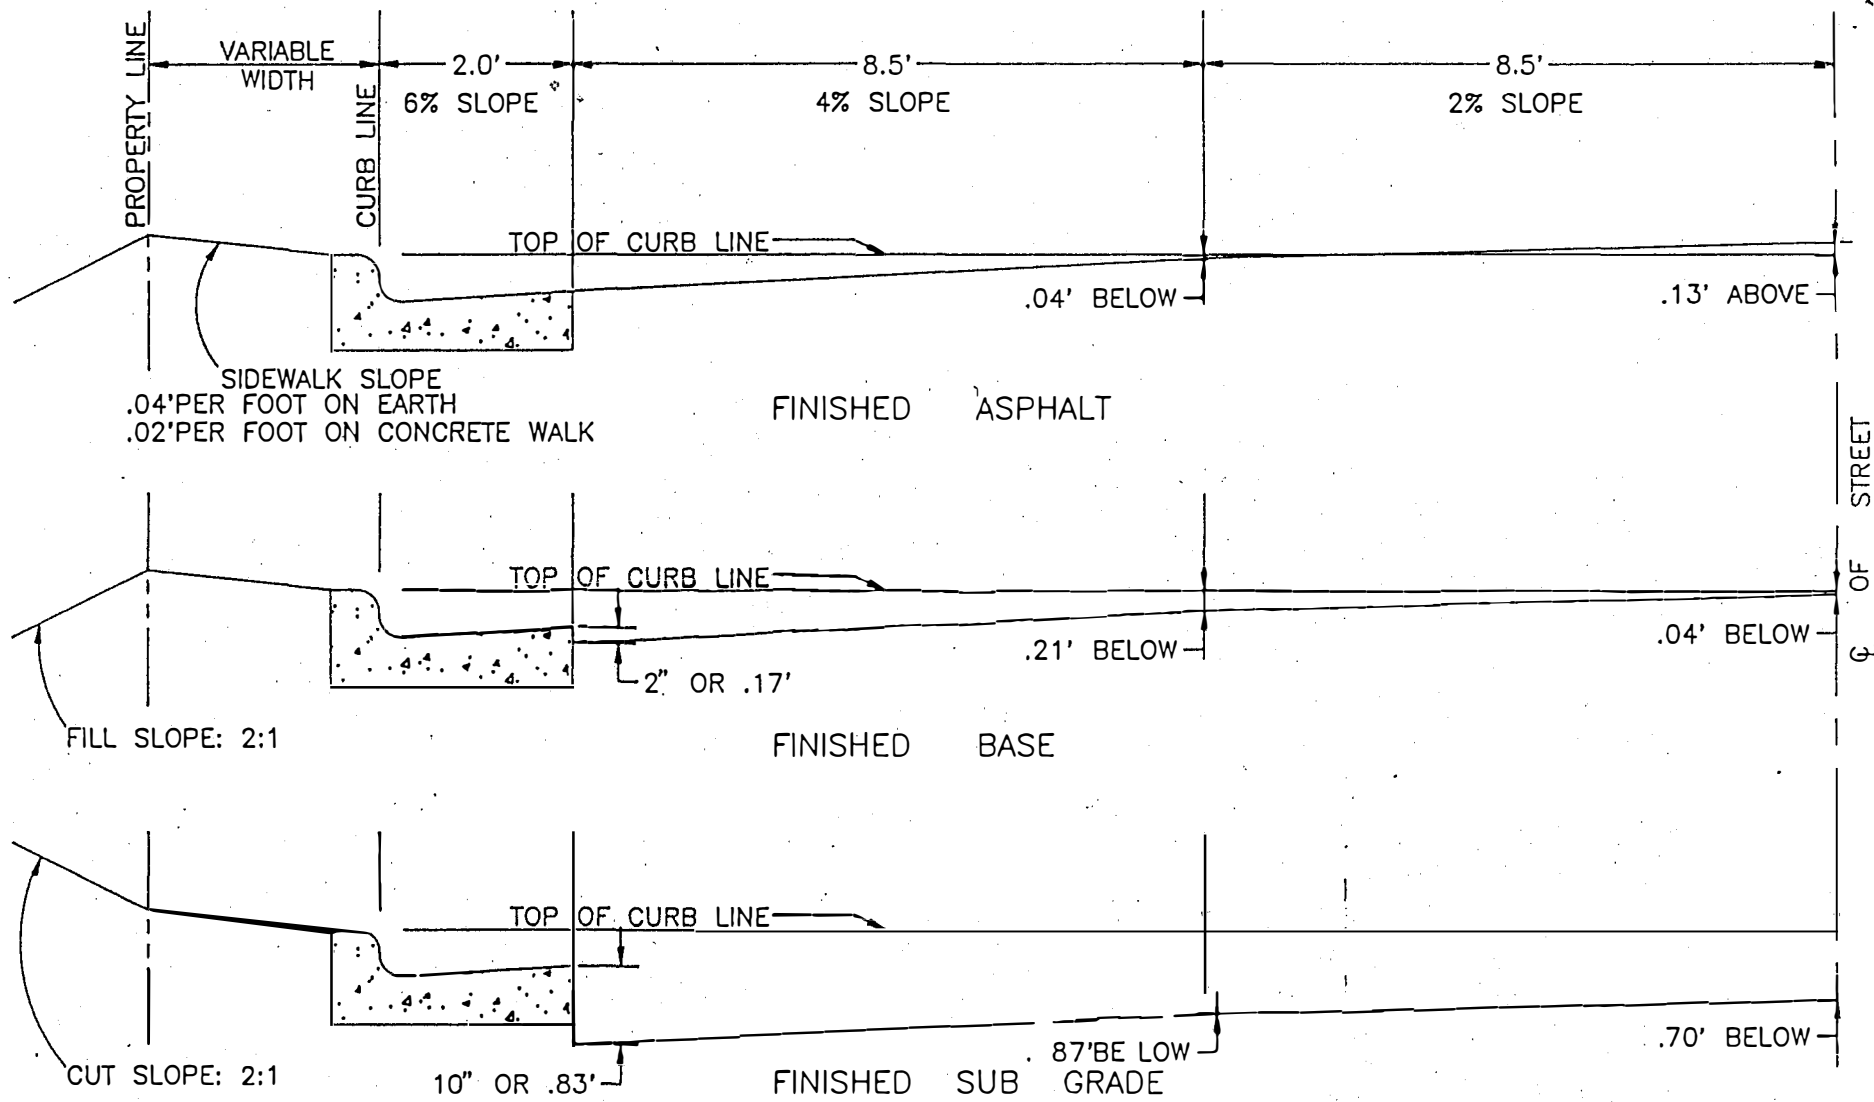 PROPERTY LINE
VARIABLE
WIDTH
CURB LINE
2.0'
6% SLOPE
8.5'
4% SLOPE
8.5'
2% SLOPE
TOP OF CURB LINE
.04' BELOW
.13' ABOVE
SIDEWALK SLOPE
.04'PER FOOT ON EARTH
.02'PER FOOT ON CONCRETE WALK
FINISHED ASPHALT
℄ OF STREET
TOP OF CURB LINE
.21' BELOW
.04' BELOW
2" OR .17'
FILL SLOPE: 2:1
FINISHED BASE
TOP OF CURB LINE
. 87'BE LOW
.70' BELOW
CUT SLOPE: 2:1
10" OR .83'
FINISHED SUB GRADE